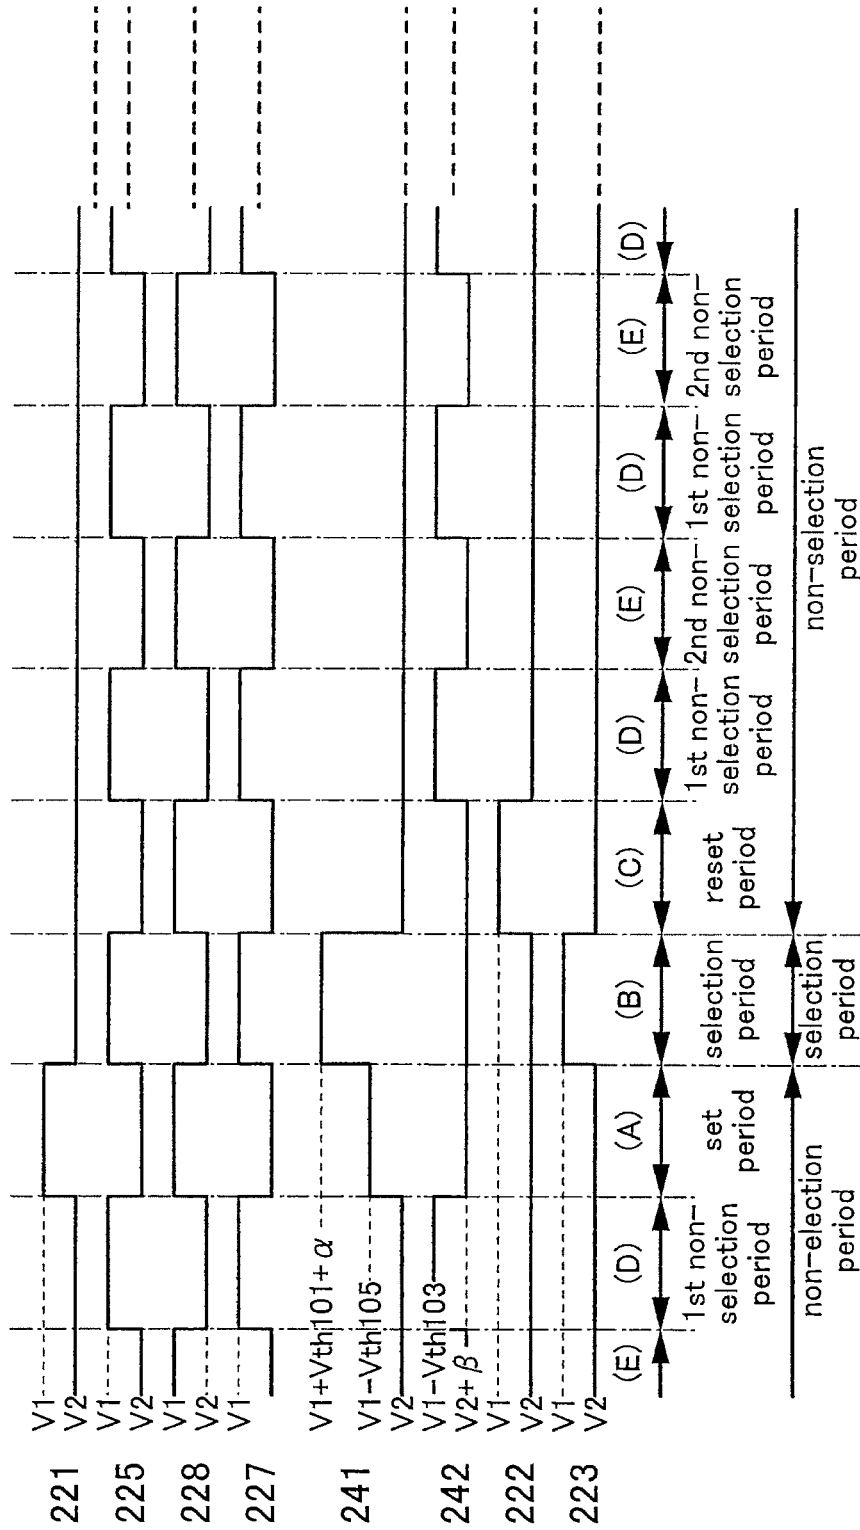 221
V1
V2
225
V1
V2
228
V1
V2
227
V1
241
V1+Vth101+α
V1-Vth105
V2
242
V1-Vth103
V2+β
222
V1
223
V1
V2
(E)
(D)
(A)
(B)
(C)
(D)
(E)
(D)
(E)
(D)
1st non-
selection
period
set
period
selection
period
reset
period
1st non-
selection
period
2nd non-
selection
period
1st non-
selection
period
2nd non-
selection
period
non-election
period
selection
period
non-selection
period